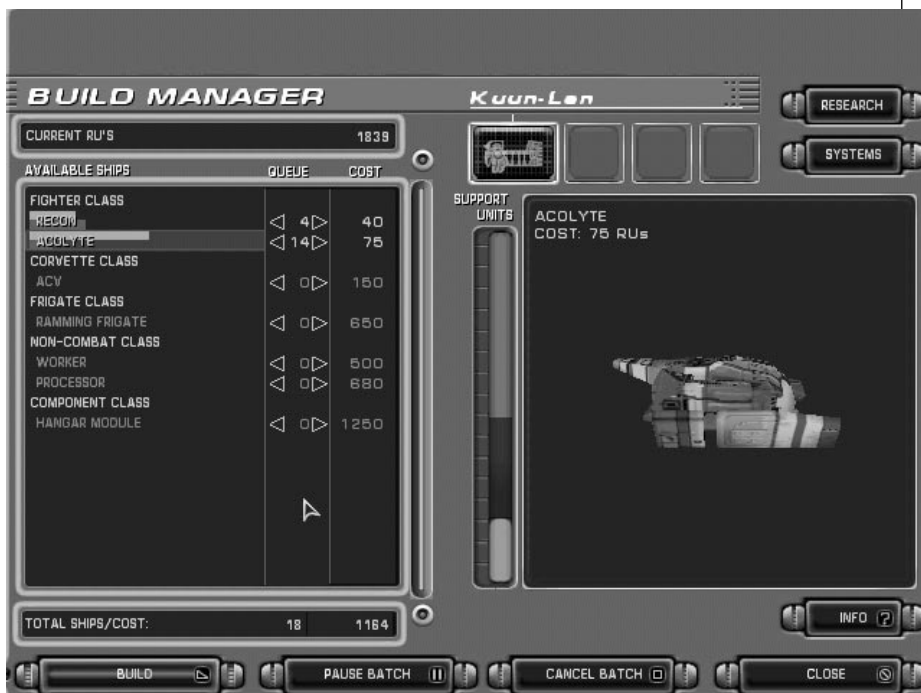 BUILD MANAGER
Kuun-Lan
RESEARCH
SYSTEMS
CURRENT RU'S 1839
AVAILABLE SHIPS QUEUE COST
FIGHTER CLASS
RECON 4 40
ACOLYTE 14 75
CORVETTE CLASS
ACV 0 150
FRIGATE CLASS
RAMMING FRIGATE 0 650
NON-COMBAT CLASS
WORKER 0 500
PROCESSOR 0 680
COMPONENT CLASS
HANGAR MODULE 0 1250
TOTAL SHIPS/COST: 18 1164
SUPPORT
UNITS
ACOLYTE
COST: 75 RUs
INFO ?
BUILD
PAUSE BATCH
CANCEL BATCH
CLOSE